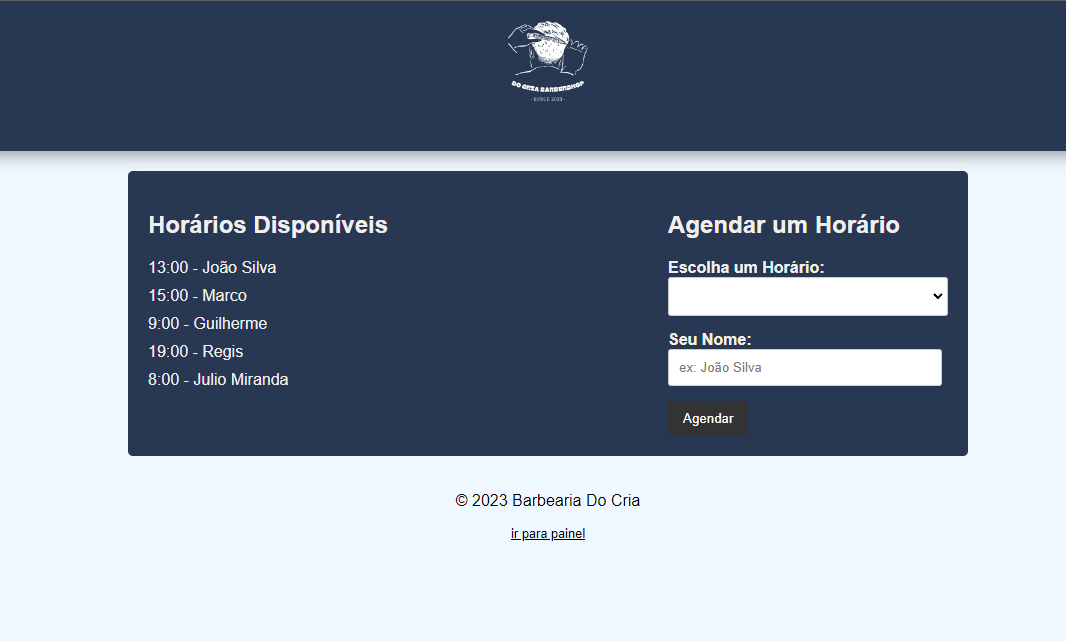 DO CRIA BARBERSHOP
- SINCE 2023 -
Horários Disponíveis
13:00 - João Silva
15:00 - Marco
9:00 - Guilherme
19:00 - Regis
8:00 - Julio Miranda
Agendar um Horário
Escolha um Horário:
Seu Nome:
ex: João Silva
Agendar
© 2023 Barbearia Do Cria
ir para painel